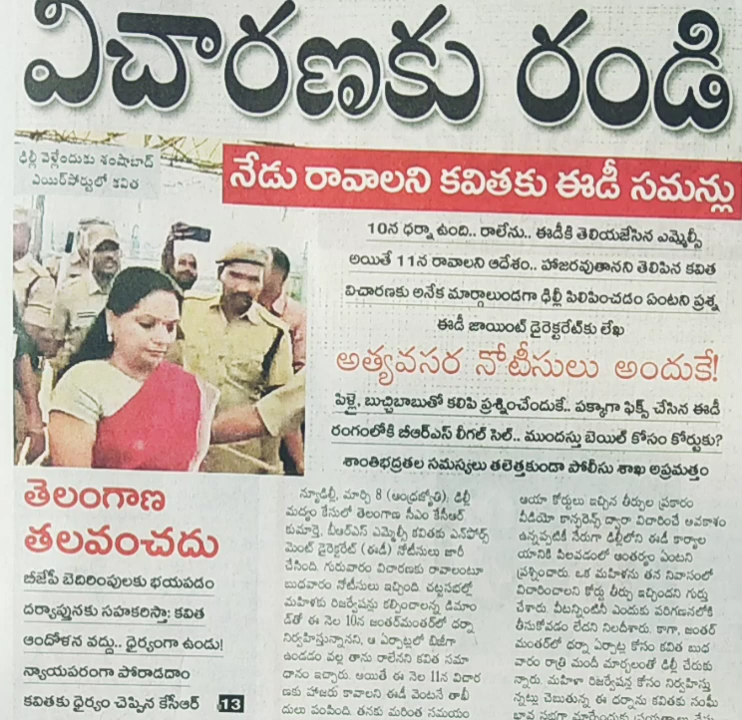 విచారణకు రండి
ఢిల్లీ వెళ్లేందుకు శంషాబాద్
ఎయిర్‌పోర్టులో కవిత
నేడు రావాలని కవితకు ఈడీ సమన్లు
10న ధర్నా ఉంది.. రాలేను.. ఈడీకి తెలియజేసిన ఎమ్మెల్సీ
అయితే 11న రావాలని ఆదేశం.. హాజరవుతానని తెలిపిన కవిత
విచారణకు అనేక మార్గాలుండగా ఢిల్లీ పిలిపించడం ఏంటని ప్రశ్న
ఈడీ జాయింట్ డైరెక్టరేట్‌కు లేఖ
అత్యవసర నోటీసులు అందుకే!
పిళ్లై, బుచ్చిబాబుతో కలిపి ప్రశ్నించేందుకే.. పక్కాగా ఫిక్స్ చేసిన ఈడీ
రంగంలోకి బీఆర్ఎస్ లీగల్ సెల్.. ముందస్తు బెయిల్ కోసం కోర్టుకు?
శాంతిభద్రతల సమస్యలు తలెత్తకుండా పోలీసు శాఖ అప్రమత్తం
తెలంగాణ
తలవంచదు
బీజేపీ బెదిరింపులకు భయపడం
దర్యాప్తునకు సహకరిస్తా: కవిత
ఆందోళన వద్దు.. ధైర్యంగా ఉండు!
న్యాయపరంగా పోరాడదాం
కవితకు ధైర్యం చెప్పిన కేసీఆర్ 13
న్యూఢిల్లీ, మార్చి 8 (ఆంధ్రజ్యోతి): ఢిల్లీ
మద్యం కేసులో తెలంగాణ సీఎం కేసీఆర్
కుమార్తె, బీఆర్ఎస్ ఎమ్మెల్సీ కవితకు ఎన్‌ఫోర్స్
మెంట్ డైరెక్టరేట్ (ఈడీ) నోటీసులు జారీ
చేసింది. గురువారం విచారణకు రావాలంటూ
బుధవారం నోటీసులు ఇచ్చింది. చట్టసభల్లో
మహిళకు రిజర్వేషన్లు కల్పించాలన్న డిమాం
డ్‌తో ఈ నెల 10న జంతర్‌మంతర్‌లో ధర్నా
నిర్వహిస్తున్నానని, ఆ ఏర్పాట్లలో బిజీగా
ఉండడం వల్ల తాను రాలేనని కవిత సమా
ధానం ఇచ్చారు. అయితే ఈ నెల 11న విచార
ణకు హాజరు కావాలని ఈడీ వెంటనే తాఖీ
దులు పంపింది. తనకు మరింత సమయం
ఆయా కోర్టులు ఇచ్చిన తీర్పుల ప్రకారం
వీడియో కాన్ఫరెన్స్ ద్వారా విచారించే అవకాశం
ఉన్నప్పటికీ నేరుగా ఢిల్లీలోని ఈడీ కార్యాల
యానికి పిలవడంలో ఆంతర్యం ఏంటని
ప్రశ్నించారు. ఒక మహిళను తన నివాసంలో
విచారించాలని కోర్టు తీర్పు ఇచ్చిందని గుర్తు
చేశారు. వీటన్నింటినీ ఎందుకు పరిగణనలోకి
తీసుకోవడం లేదని నిలదీశారు. కాగా, జంతర్
మంతర్‌లో ధర్నా ఏర్పాట్ల కోసం కవిత బుధ
వారం రాత్రి మంది మార్బలంతో ఢిల్లీ చేరుకు
న్నారు. మహిళా రిజర్వేషన్ల కోసం నిర్వహిస్తు
న్నట్లు చెబుతున్న ఈ ధర్నాను కవితకు సంఘీ